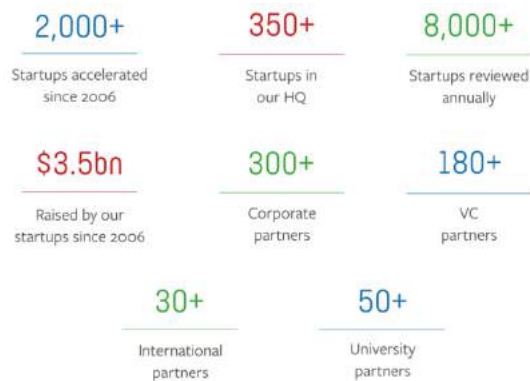 2,000+
Startups accelerated
since 2006
350+
Startups in
our HQ
8,000+
Startups reviewed
annually
$3.5bn
Raised by our
startups since 2006
300+
Corporate
partners
180+
VC
partners
30+
International
partners
50+
University
partners